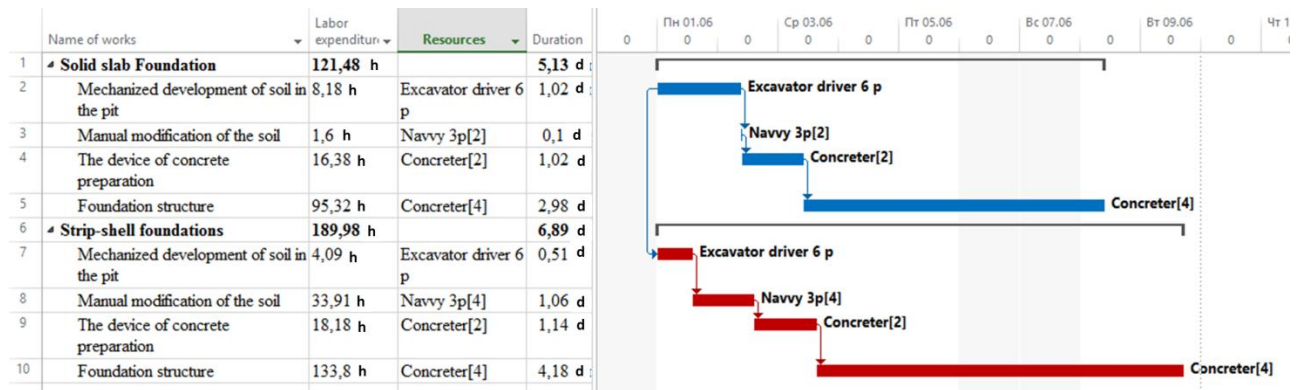 Name of works
Labor
expenditure
Resources
Duration
Пн 01.06
Ср 03.06
Пт 05.06
Вс 07.06
Вт 09.06
Чт 1
0 0 0 0 0 0 0 0 0 0 0
1 Solid slab Foundation 121,48 h 5,13 d
2 Mechanized development of soil in 8,18 h Excavator driver 6 1,02 d
the pit p
3 Manual modification of the soil 1,6 h Navvy 3p[2] 0,1 d
4 The device of concrete 16,38 h Concreter[2] 1,02 d
preparation
5 Foundation structure 95,32 h Concreter[4] 2,98 d
6 Strip-shell foundations 189,98 h 6,89 d
7 Mechanized development of soil in 4,09 h Excavator driver 6 0,51 d
the pit p
8 Manual modification of the soil 33,91 h Navvy 3p[4] 1,06 d
9 The device of concrete 18,18 h Concreter[2] 1,14 d
preparation
10 Foundation structure 133,8 h Concreter[4] 4,18 d
Excavator driver 6 p
Navvy 3p[2]
Concreter[2]
Concreter[4]
Excavator driver 6 p
Navvy 3p[4]
Concreter[2]
Concreter[4]